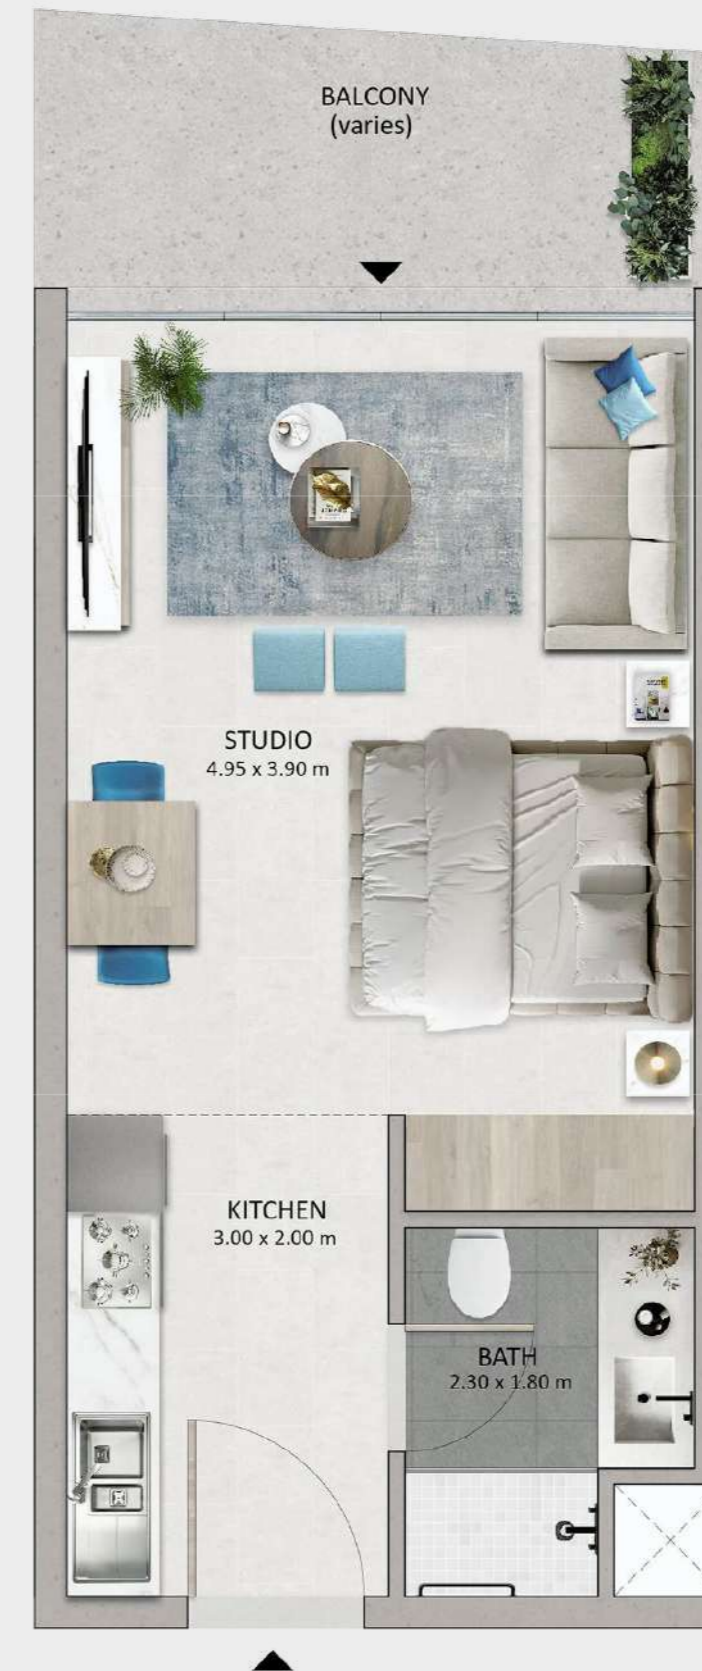 BALCONY
(varies)
STUDIO
4.95 x 3.90 m
KITCHEN
3.00 x 2.00 m
BATH
2.30 x 1.80 m